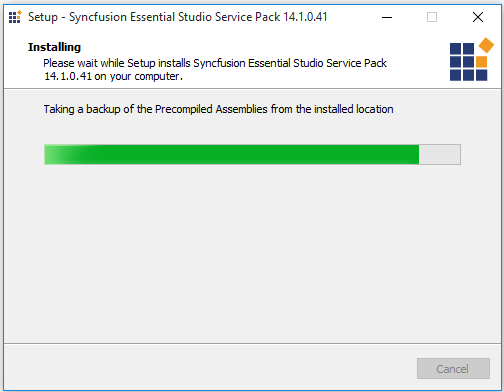 Setup - Syncfusion Essential Studio Service Pack 14.1.0.41
Installing
Please wait while Setup installs Syncfusion Essential Studio Service Pack
14.1.0.41 on your computer.
Taking a backup of the Precompiled Assemblies from the installed location
Cancel